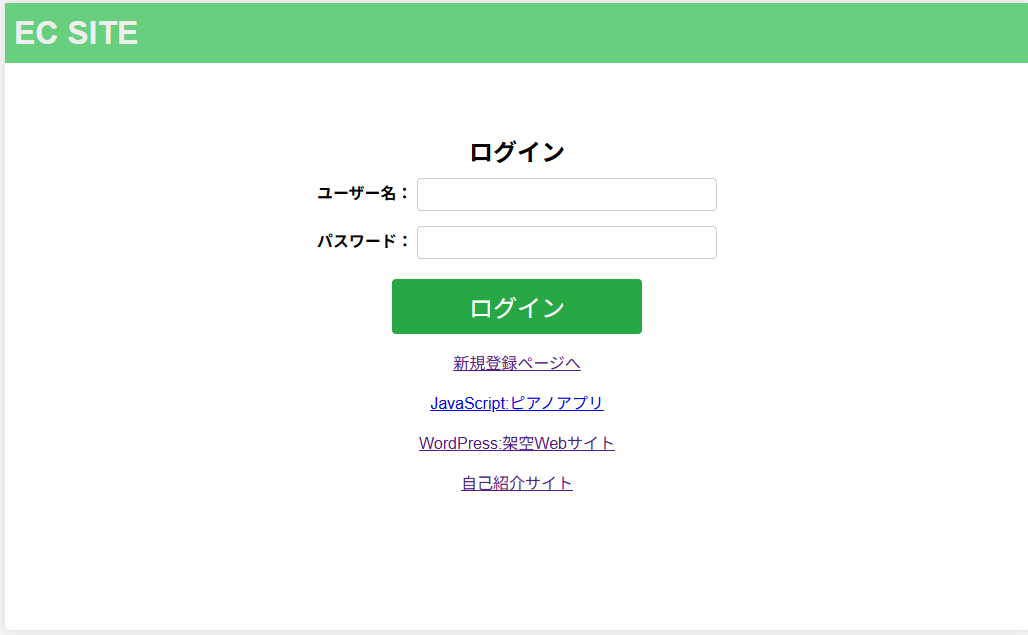 EC SITE
ログイン
ユーザー名：
パスワード：
ログイン
新規登録ページへ
JavaScript:ピアノアプリ
WordPress:架空Webサイト
自己紹介サイト